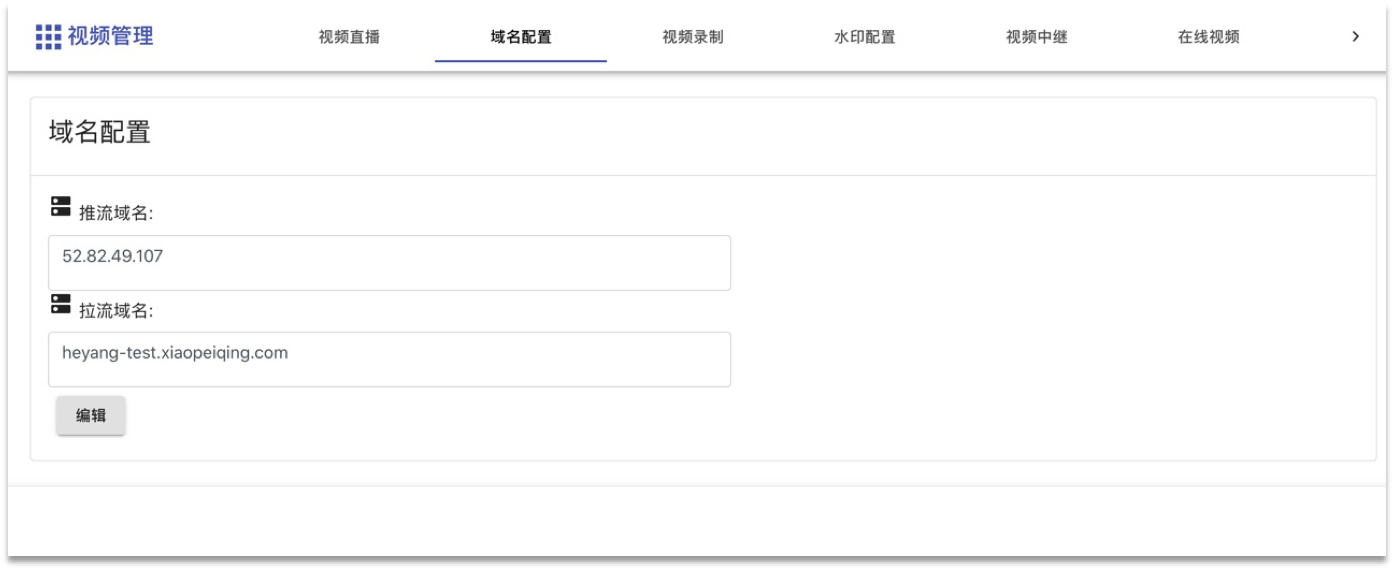 视频管理 视频直播 域名配置 视频录制 水印配置 视频中继 在线视频
域名配置
推流域名:
52.82.49.107
拉流域名:
heyang-test.xiaopeiqing.com
编辑